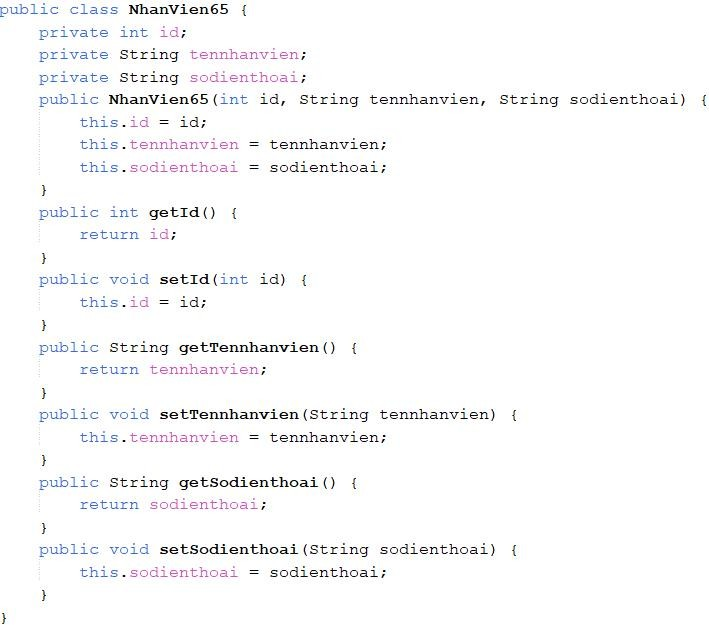 public class NhanVien65 {
    private int id;
    private String tennhanvien;
    private String sodienthoai;
    public NhanVien65(int id, String tennhanvien, String sodienthoai) {
        this.id = id;
        this.tennhanvien = tennhanvien;
        this.sodienthoai = sodienthoai;
    }
    public int getId() {
        return id;
    }
    public void setId(int id) {
        this.id = id;
    }
    public String getTennhanvien() {
        return tennhanvien;
    }
    public void setTennhanvien(String tennhanvien) {
        this.tennhanvien = tennhanvien;
    }
    public String getSodienthoai() {
        return sodienthoai;
    }
    public void setSodienthoai(String sodienthoai) {
        this.sodienthoai = sodienthoai;
    }
}